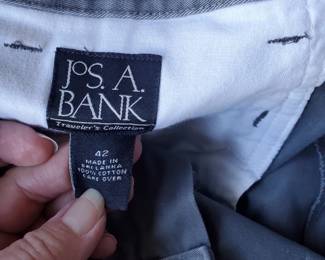 JOS. A.
BANK
Traveler's Collection
42
MADE IN
SRI LANKA
100% COTTON
CARE OVER